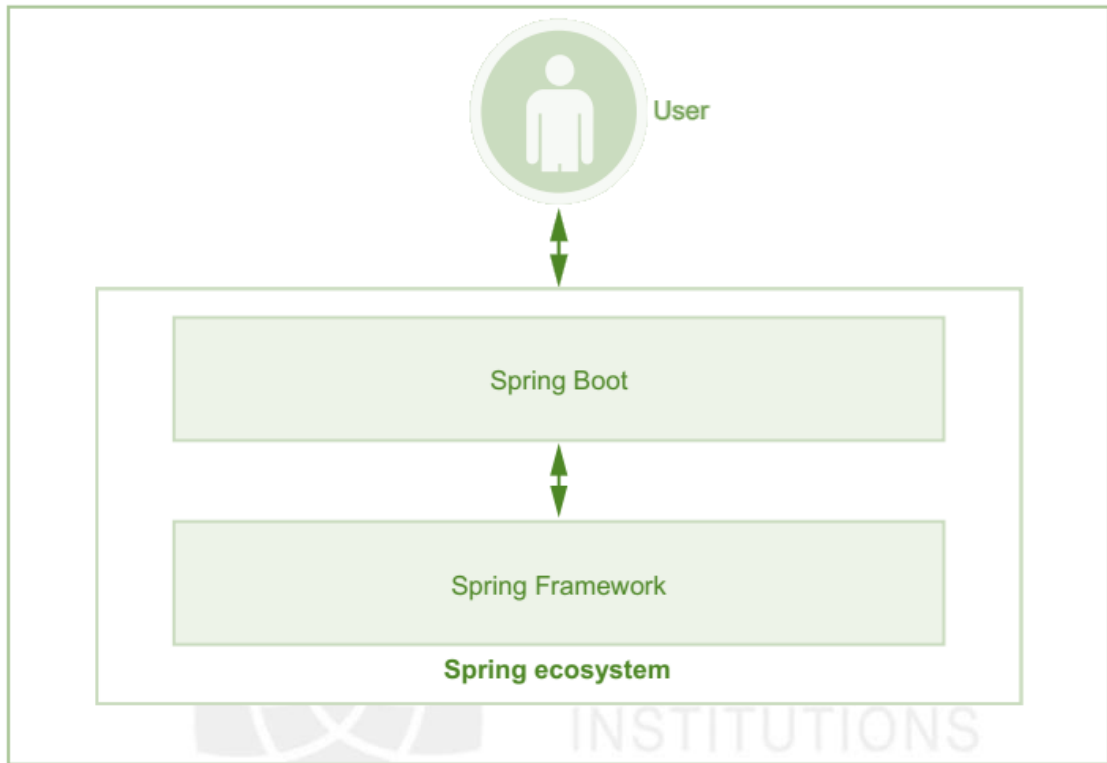 User
Spring Boot
Spring Framework
Spring ecosystem
INSTITUTIONS